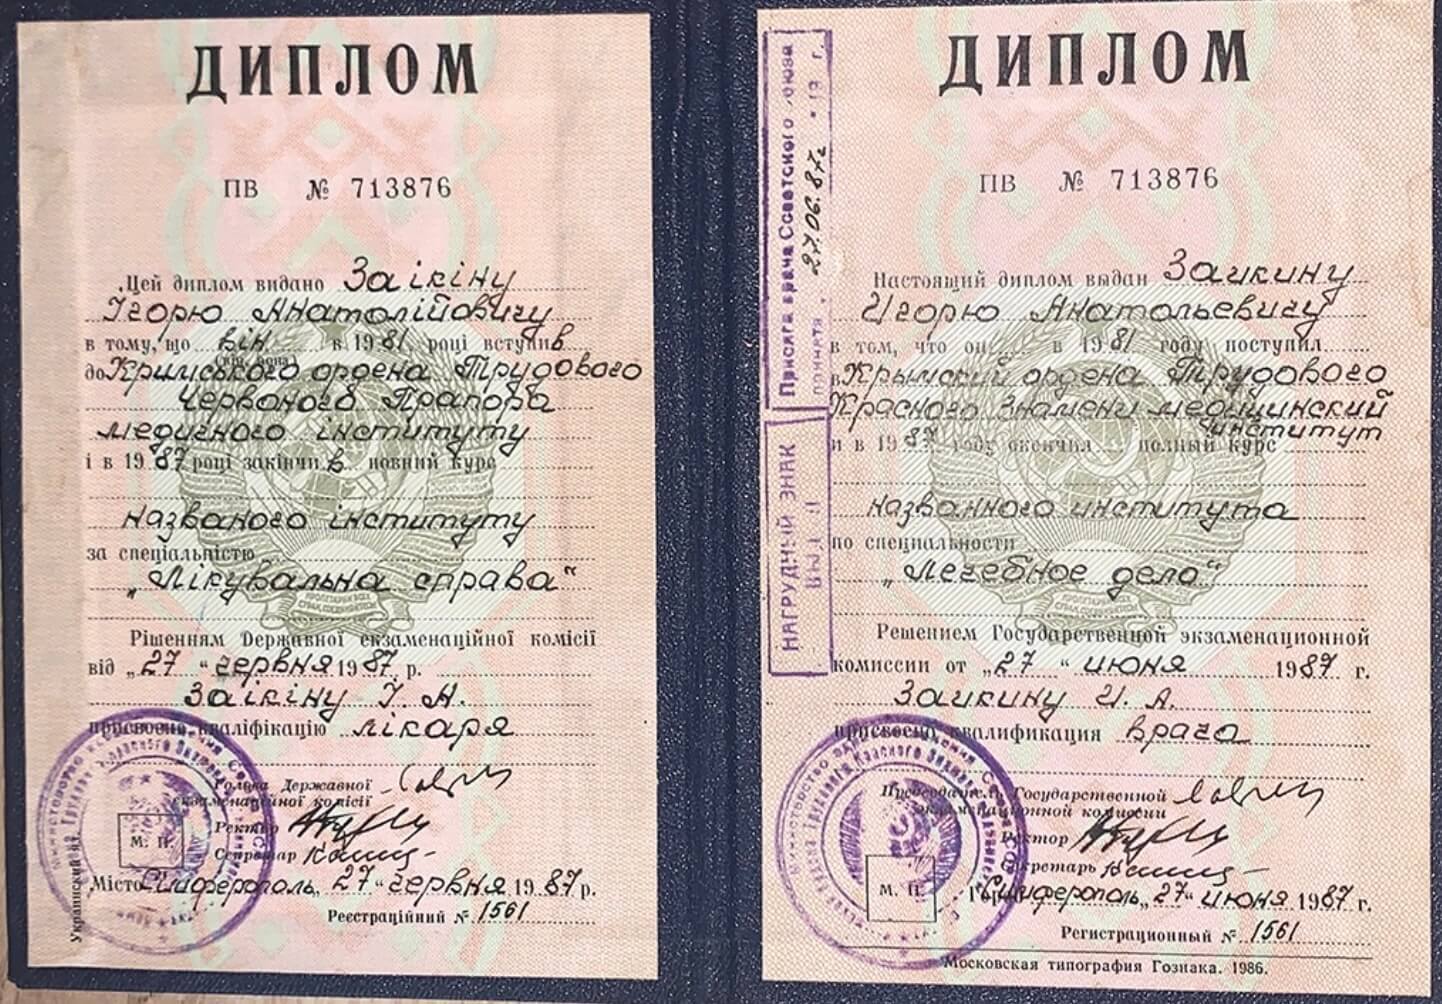 ДИПЛОМ
ПВ № 713876
Цей диплом видано Заікіну
Ігорю Анатолійовичу
в тому, що він в 1981 році вступив
(він, вона)
до Кримського ордена Трудового
Червоного Прапора
медичного інституту
і в 1987 році закінчив повний курс
названого інституту
за спеціальністю
„Лікувальна справа"
Рішенням Державної екзаменаційної комісії
від „27" червня 1987 р.
Заікіну І. А.
присвоєно кваліфікацію лікаря
Голова Державної
екзаменаційної комісії
Ректор
М. П.
Секретар
Місто Сімферополь, „27" червня 1987 р.
Реєстраційний № 1561
ДИПЛОМ
ПВ № 713876
Присяга врача Советского Союза
принята „27.06.87г." 19 г.
НАГРУДНЫЙ ЗНАК
Настоящий диплом выдан Заикину
Игорю Анатольевичу
в том, что он в 1981 году поступил
в Крымский ордена Трудового
Красного Знамени медицинский
институт
и в 1987 году окончил полный курс
названного института
по специальности
„Лечебное дело"
Решением Государственной экзаменационной
комиссии от „27" июня 1987 г.
Заикину И. А.
присвоена квалификация врача
Председатель Государственной
экзаменационной комиссии
Ректор
Секретарь
М. П.
Город Симферополь, „27" июня 1987 г.
Регистрационный № 1561
Московская типография Гознака. 1986.